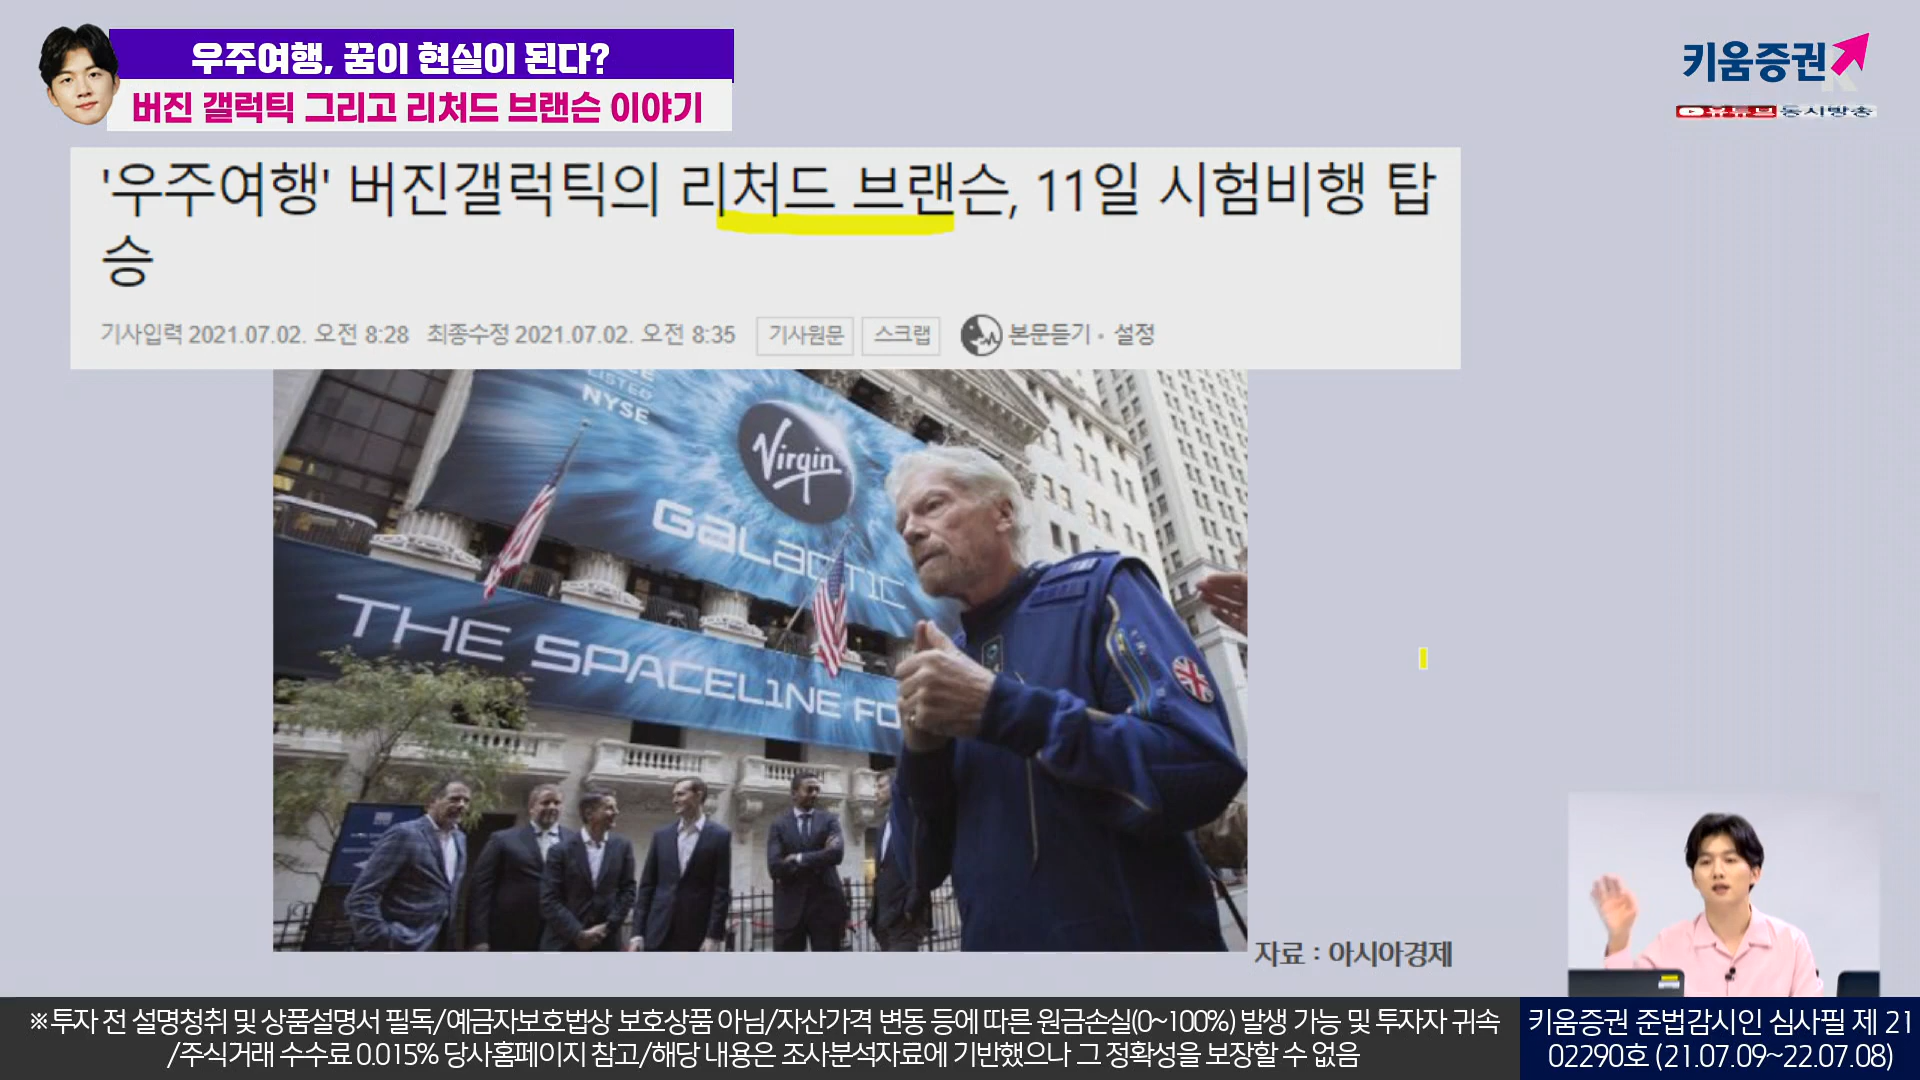 우주여행, 꿈이 현실이 된다?
버진 갤럭틱 그리고 리처드 브랜슨 이야기
키움증권
유튜브 동시방송
'우주여행' 버진갤럭틱의 리처드 브랜슨, 11일 시험비행 탑
승
기사입력 2021.07.02. 오전 8:28 최종수정 2021.07.02. 오전 8:35 기사원문 스크랩 본문듣기 · 설정
LISTED
NYSE
Virgin
GALACTIC
THE SPACELINE FO
자료 : 아시아경제
※투자 전 설명청취 및 상품설명서 필독/예금자보호법상 보호상품 아님/자산가격 변동 등에 따른 원금손실(0~100%) 발생 가능 및 투자자 귀속
/주식거래 수수료 0.015% 당사홈페이지 참고/해당 내용은 조사분석자료에 기반했으나 그 정확성을 보장할 수 없음
키움증권 준법감시인 심사필 제 21
02290호 (21.07.09~22.07.08)